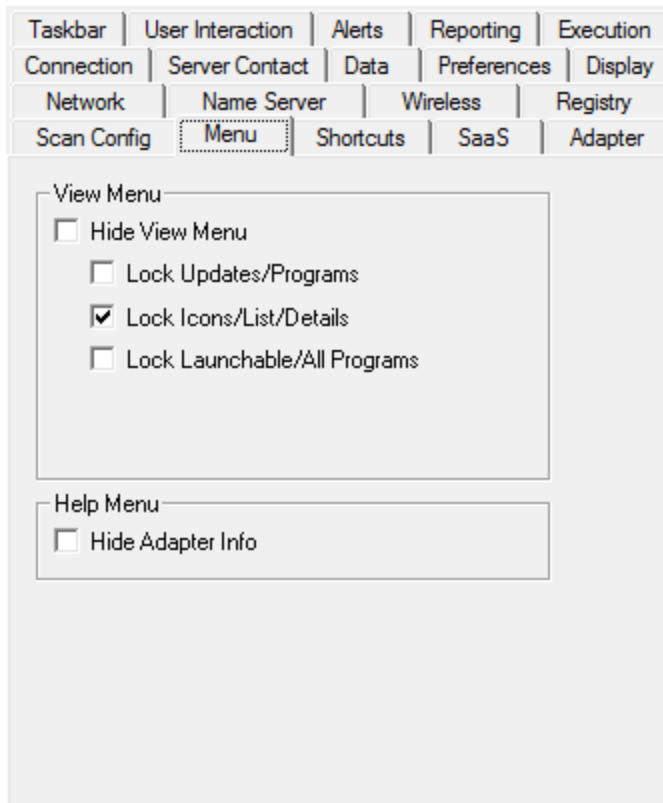 Taskbar User Interaction Alerts Reporting Execution
Connection Server Contact Data Preferences Display
Network Name Server Wireless Registry
Scan Config Menu Shortcuts SaaS Adapter
View Menu
Hide View Menu
Lock Updates/Programs
Lock Icons/List/Details
Lock Launchable/All Programs
Help Menu
Hide Adapter Info